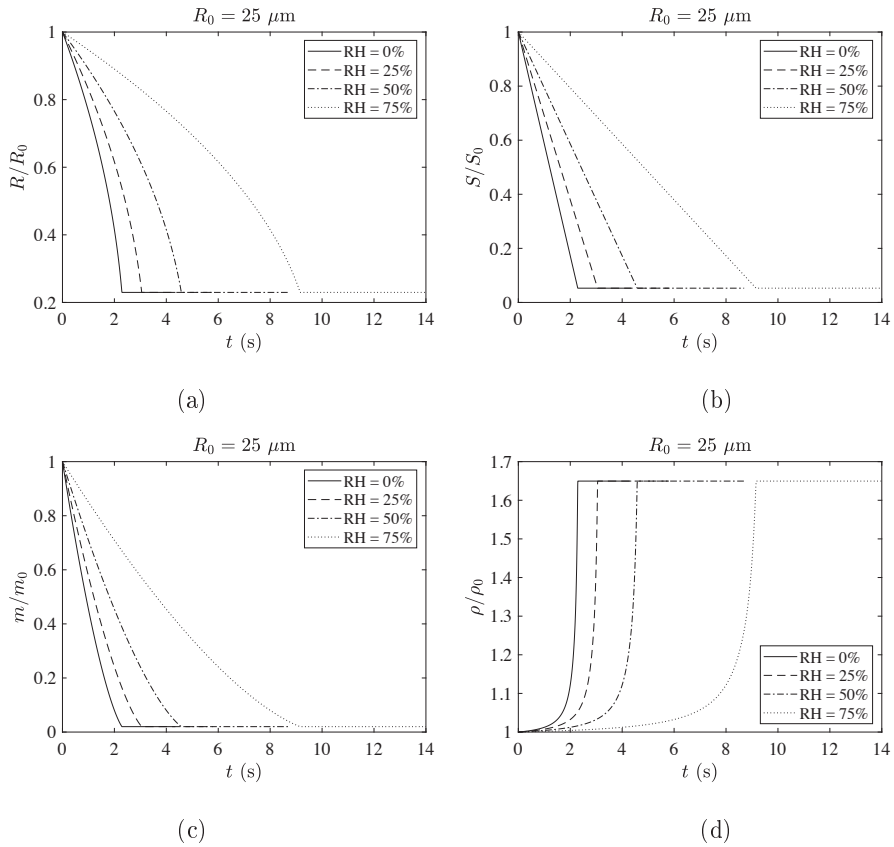 R₀ = 25 μm
1
0.8
0.6
0.4
0.2
R/R₀
RH = 0%
RH = 25%
RH = 50%
RH = 75%
0 2 4 6 8 10 12 14
t (s)
(a)
R₀ = 25 μm
1
0.8
0.6
0.4
0.2
0
S/S₀
RH = 0%
RH = 25%
RH = 50%
RH = 75%
0 2 4 6 8 10 12 14
t (s)
(b)
R₀ = 25 μm
1
0.8
0.6
0.4
0.2
0
m/m₀
RH = 0%
RH = 25%
RH = 50%
RH = 75%
0 2 4 6 8 10 12 14
t (s)
(c)
R₀ = 25 μm
1.7
1.6
1.5
1.4
1.3
1.2
1.1
1
ρ/ρ₀
RH = 0%
RH = 25%
RH = 50%
RH = 75%
0 2 4 6 8 10 12 14
t (s)
(d)